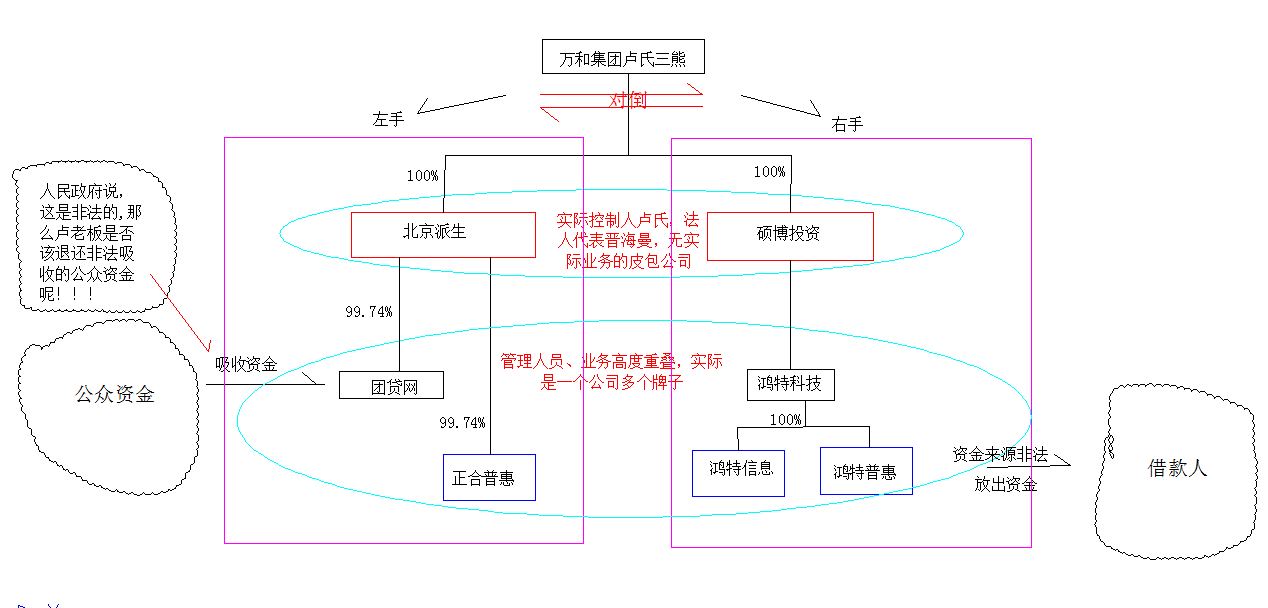 万和集团卢氏三熊
对倒
左手
右手
100%
100%
人民政府说，
这是非法的,那
么卢老板是否
该退还非法吸
收的公众资金
呢！！！
北京派生
实际控制人卢氏，法
人代表晋海曼，无实
际业务的皮包公司
硕博投资
99.74%
吸收资金
管理人员、业务高度重叠，实际
是一个公司多个牌子
公众资金
团贷网
鸿特科技
99.74%
100%
正合普惠
鸿特信息
鸿特普惠
资金来源非法
放出资金
借款人